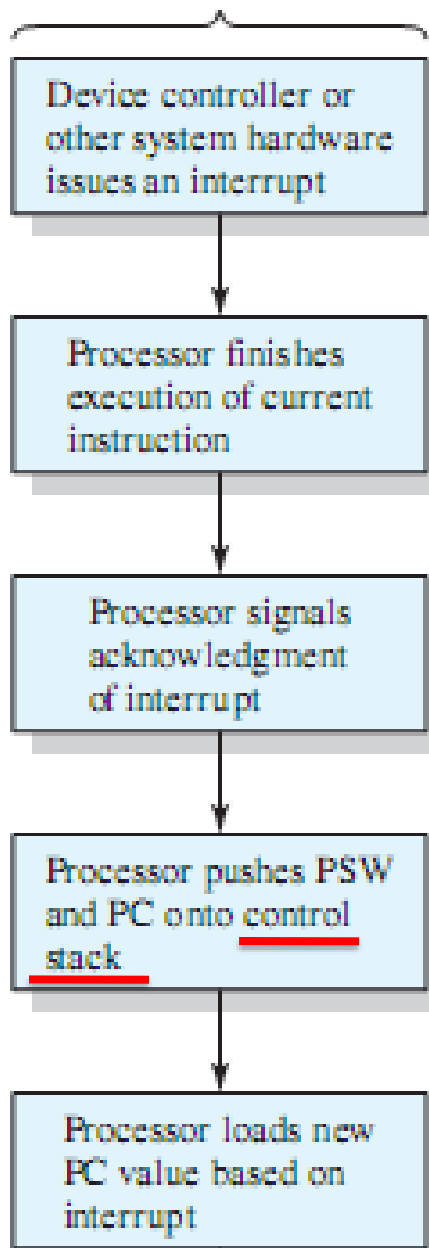 Device controller or
other system hardware
issues an interrupt
Processor finishes
execution of current
instruction
Processor signals
acknowledgment
of interrupt
Processor pushes PSW
and PC onto control
stack
Processor loads new
PC value based on
interrupt